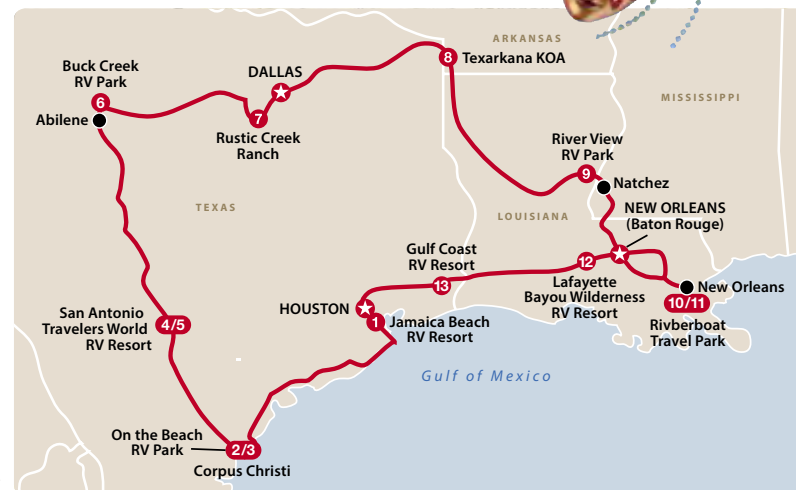 ARKANSAS
8 Texarkana KOA
Buck Creek
RV Park
6
Abilene
DALLAS
7
Rustic Creek
Ranch
MISSISSIPPI
River View
RV Park
9
Natchez
TEXAS
LOUISIANA
NEW ORLEANS
(Baton Rouge)
Gulf Coast
RV Resort
13
12
Lafayette
Bayou Wilderness
RV Resort
New Orleans
10/11
Rivberboat
Travel Park
HOUSTON
1 Jamaica Beach
RV Resort
San Antonio
Travelers World
RV Resort
4/5
Gulf of Mexico
On the Beach
RV Park
2/3
Corpus Christi